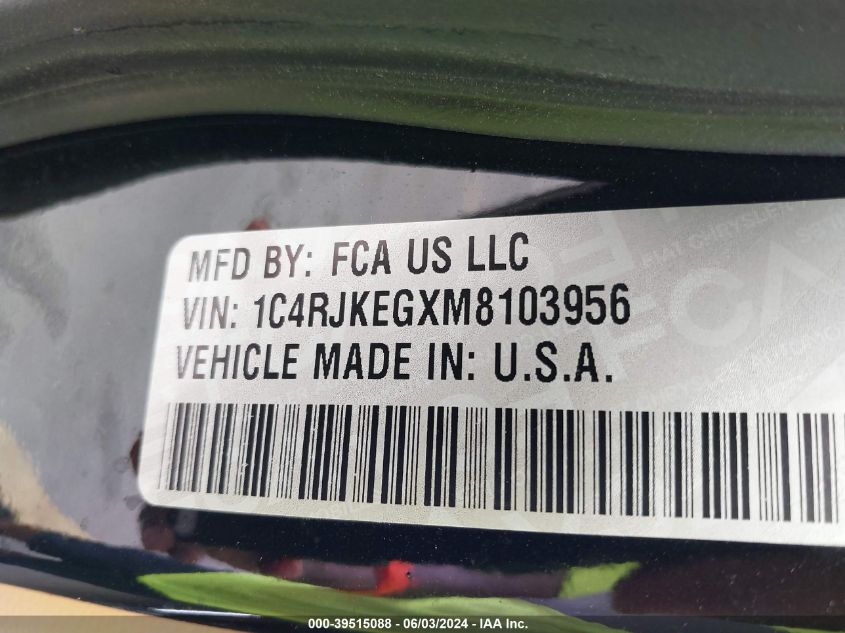 MFD BY: FCA US LLC
VIN: 1C4RJKEGXM8103956
VEHICLE MADE IN: U.S.A.
000-39515088 - 06/03/2024 - IAA Inc.